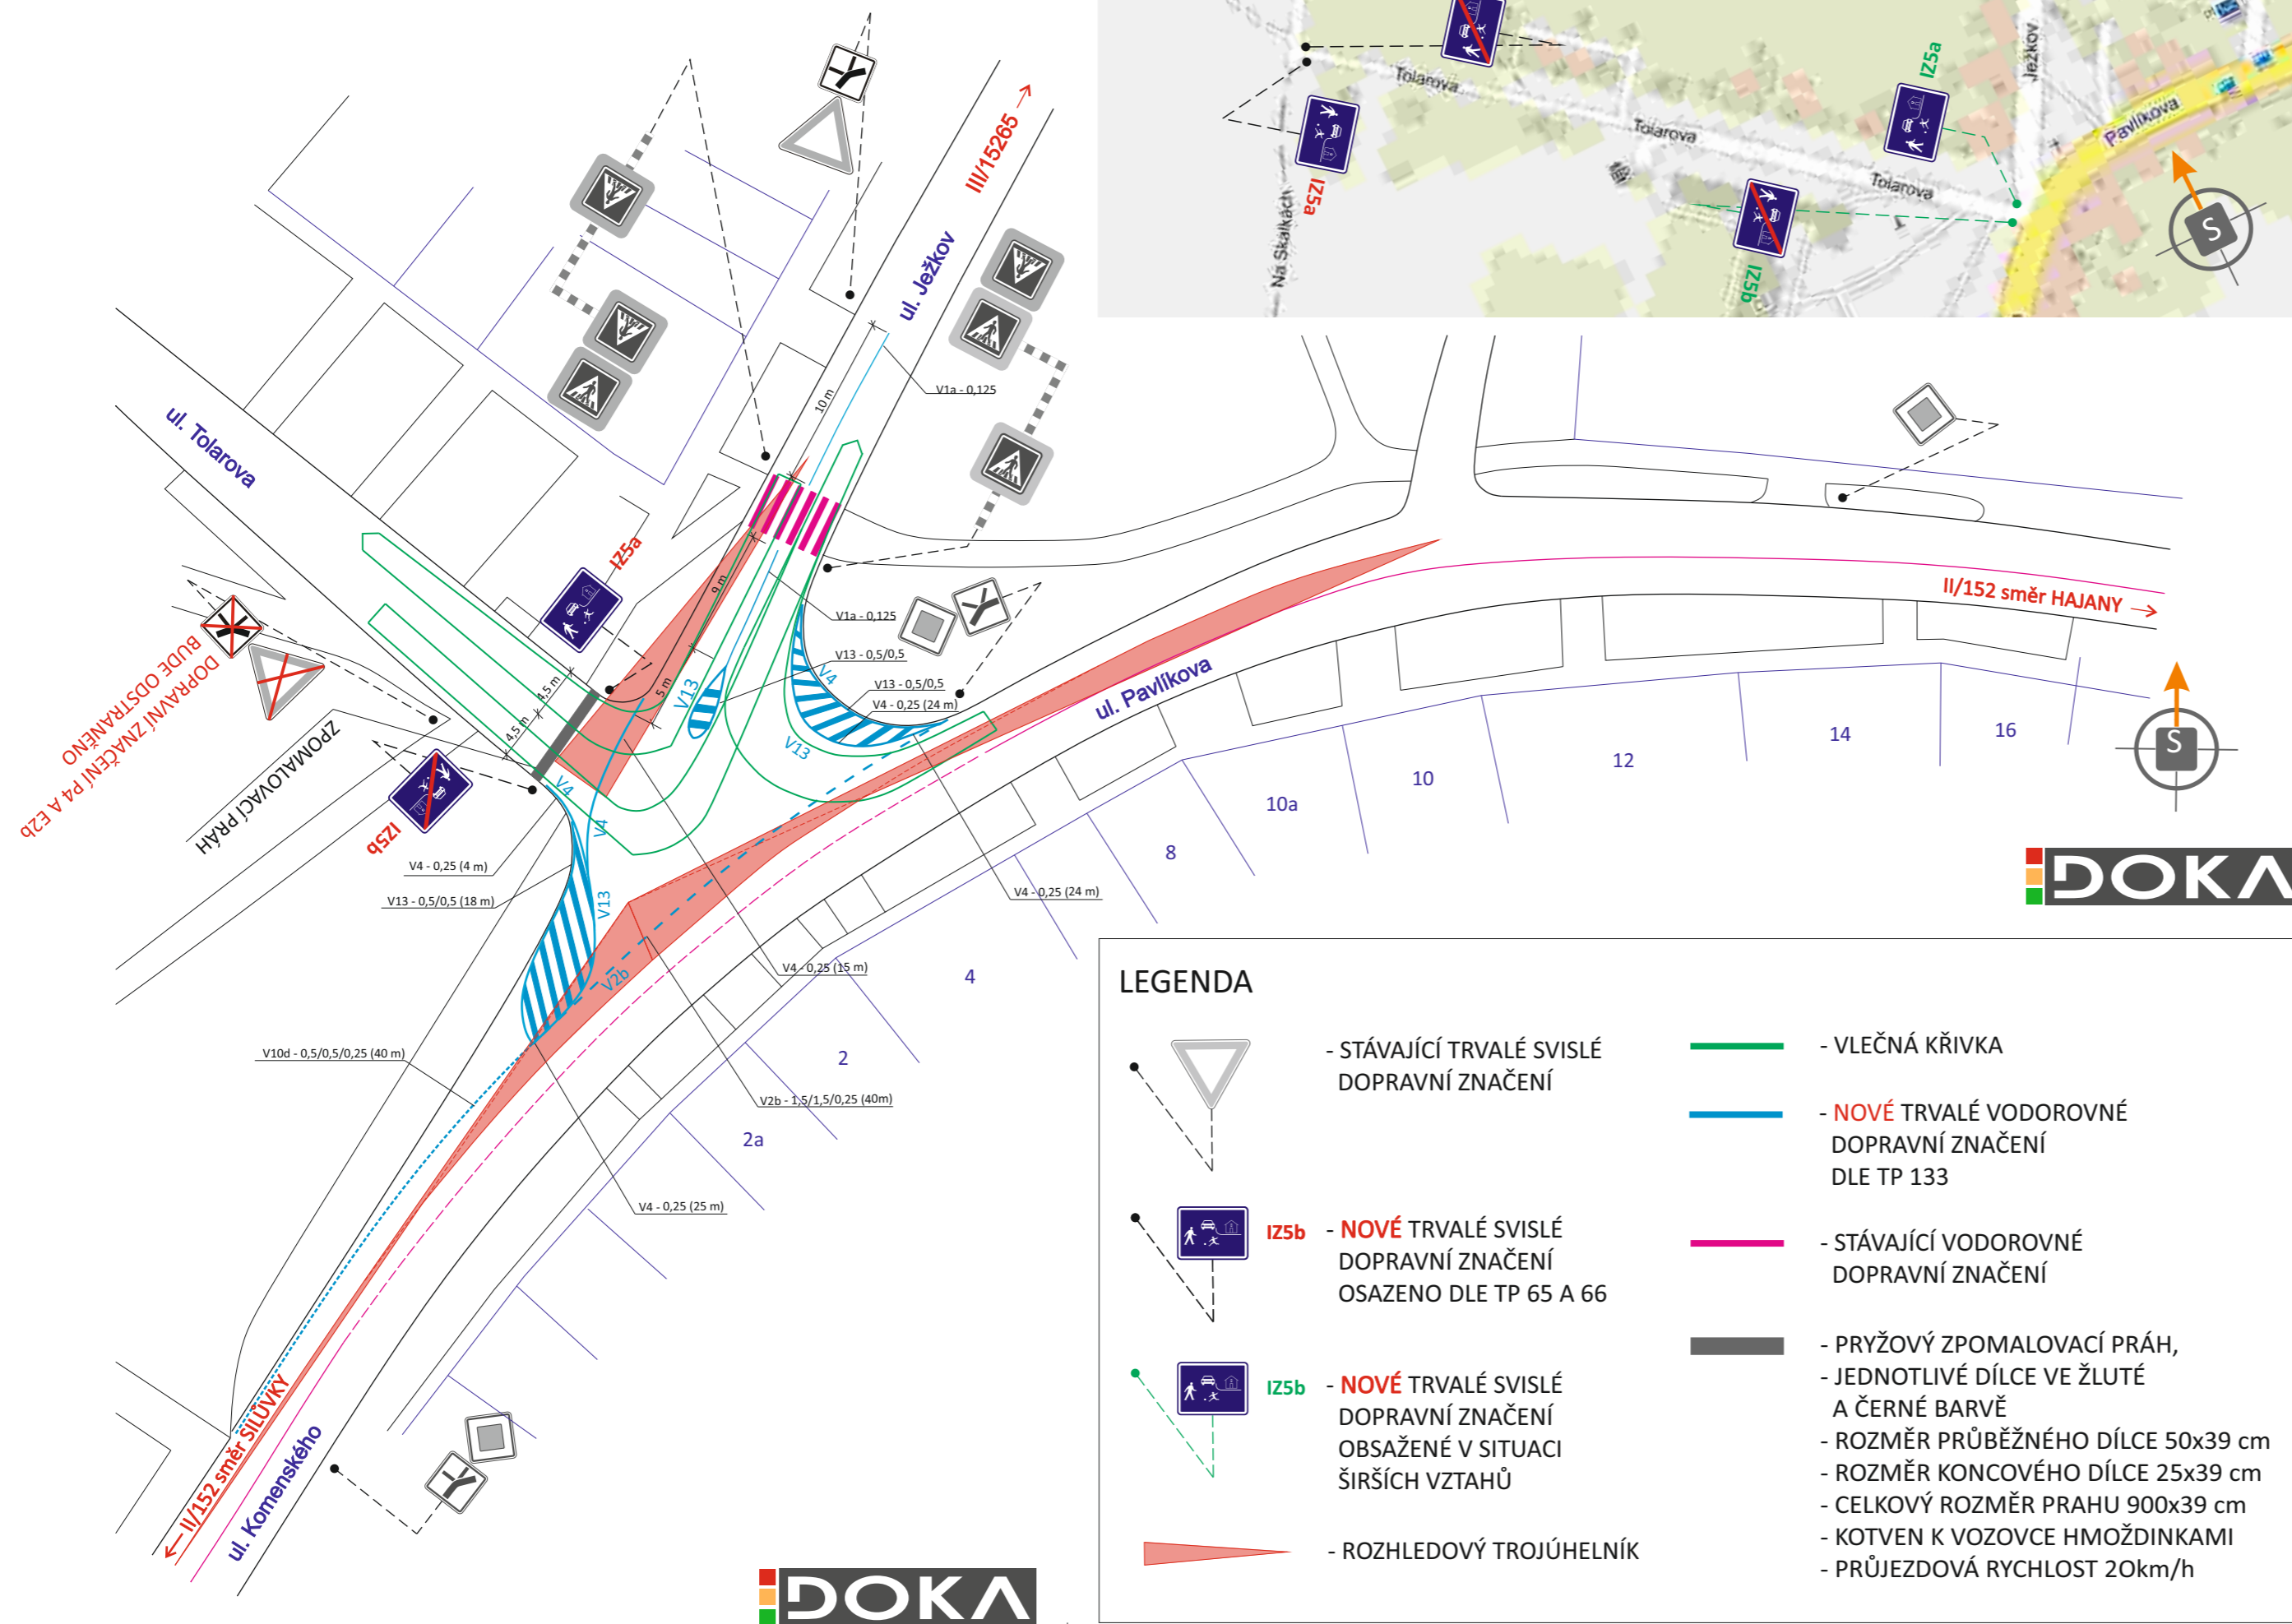 III/15265
ul. Ježkov
ul. Tolarova
10 m
V1a - 0,125
IZ5a
9 m
V1a - 0,125
V13 - 0,5/0,5
V13 - 0,5/0,5
V4 - 0,25 (24 m)
V4
V13
V13
5 m
4,5 m
4,5 m
DOPRAVNÍ ZNAČENÍ P4 A E2b
BUDE ODSTRANĚNO
ZPOMALOVACÍ PRÁH
IZ5b
V4
V4
V13
V2b
V4 - 0,25 (4 m)
V13 - 0,5/0,5 (18 m)
V4 - 0,25 (24 m)
V4 - 0,25 (15 m)
V10d - 0,5/0,5/0,25 (40 m)
V2b - 1,5/1,5/0,25 (40m)
V4 - 0,25 (25 m)
ul. Pavlíkova
II/152 směr HAJANY
II/152 směr SILŮVKY
ul. Komenského
2a
2
4
8
10a
10
12
14
16
S
DOKA
DOKA
Tolarova
Tolarova
Tolarova
Na Skalkách
Ježkov
Pavlíkova
IZ5a
IZ5a
IZ5b
S
LEGENDA
- STÁVAJÍCÍ TRVALÉ SVISLÉ
DOPRAVNÍ ZNAČENÍ
IZ5b
- NOVÉ TRVALÉ SVISLÉ
DOPRAVNÍ ZNAČENÍ
OSAZENO DLE TP 65 A 66
IZ5b
- NOVÉ TRVALÉ SVISLÉ
DOPRAVNÍ ZNAČENÍ
OBSAŽENÉ V SITUACI
ŠIRŠÍCH VZTAHŮ
- ROZHLEDOVÝ TROJÚHELNÍK
- VLEČNÁ KŘIVKA
- NOVÉ TRVALÉ VODOROVNÉ
DOPRAVNÍ ZNAČENÍ
DLE TP 133
- STÁVAJÍCÍ VODOROVNÉ
DOPRAVNÍ ZNAČENÍ
- PRYŽOVÝ ZPOMALOVACÍ PRÁH,
- JEDNOTLIVÉ DÍLCE VE ŽLUTÉ
A ČERNÉ BARVĚ
- ROZMĚR PRŮBĚŽNÉHO DÍLCE 50x39 cm
- ROZMĚR KONCOVÉHO DÍLCE 25x39 cm
- CELKOVÝ ROZMĚR PRAHU 900x39 cm
- KOTVEN K VOZOVCE HMOŽDINKAMI
- PRŮJEZDOVÁ RYCHLOST 2Okm/h